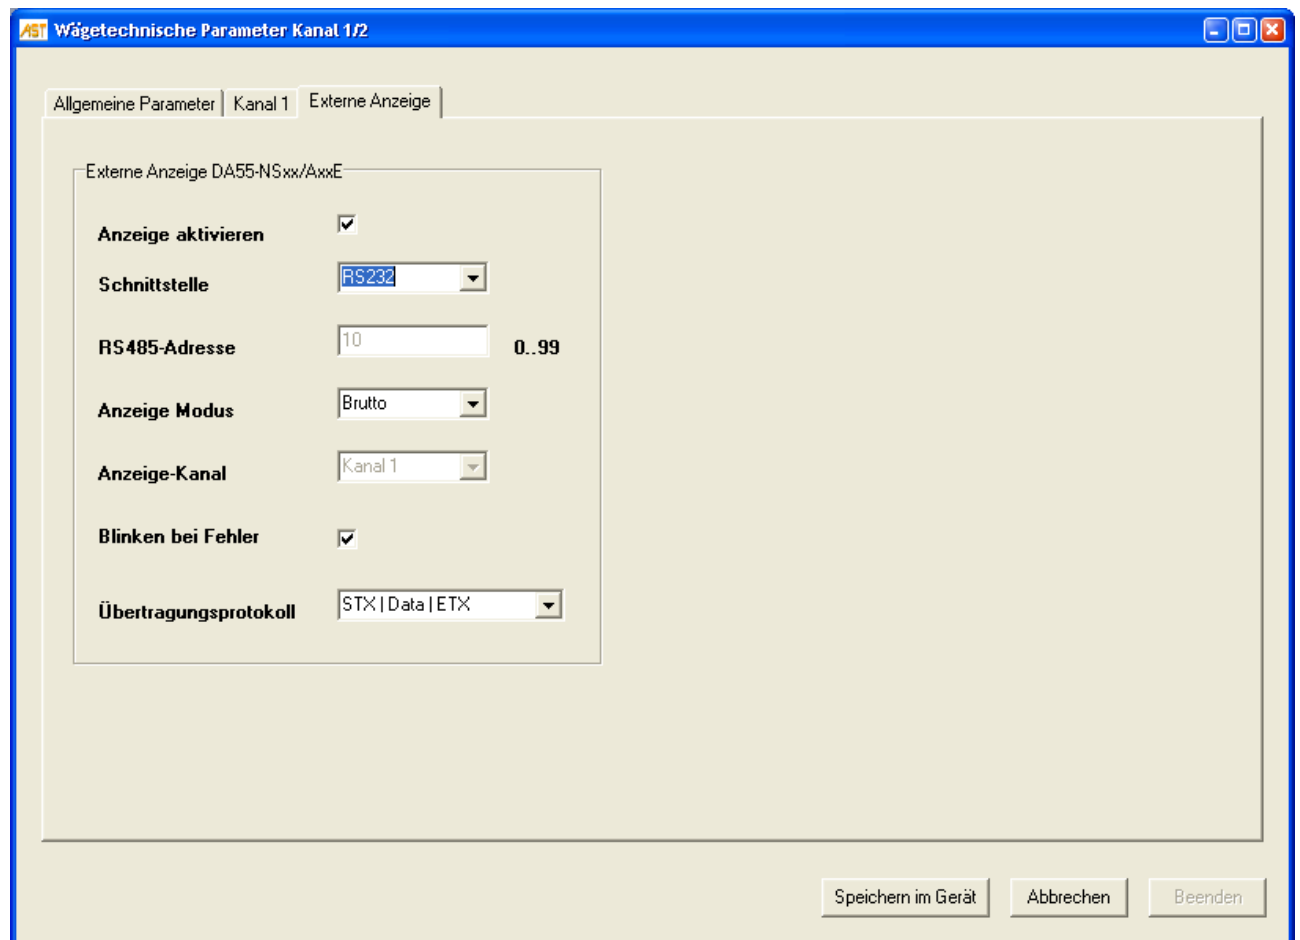 AST Wägetechnische Parameter Kanal 1/2
Allgemeine Parameter Kanal 1 Externe Anzeige
Externe Anzeige DA55-NSxx/AxxE
Anzeige aktivieren
Schnittstelle RS232
RS485-Adresse 10 0..99
Anzeige Modus Brutto
Anzeige-Kanal Kanal 1
Blinken bei Fehler
Übertragungsprotokoll STX | Data | ETX
Speichern im Gerät Abbrechen Beenden